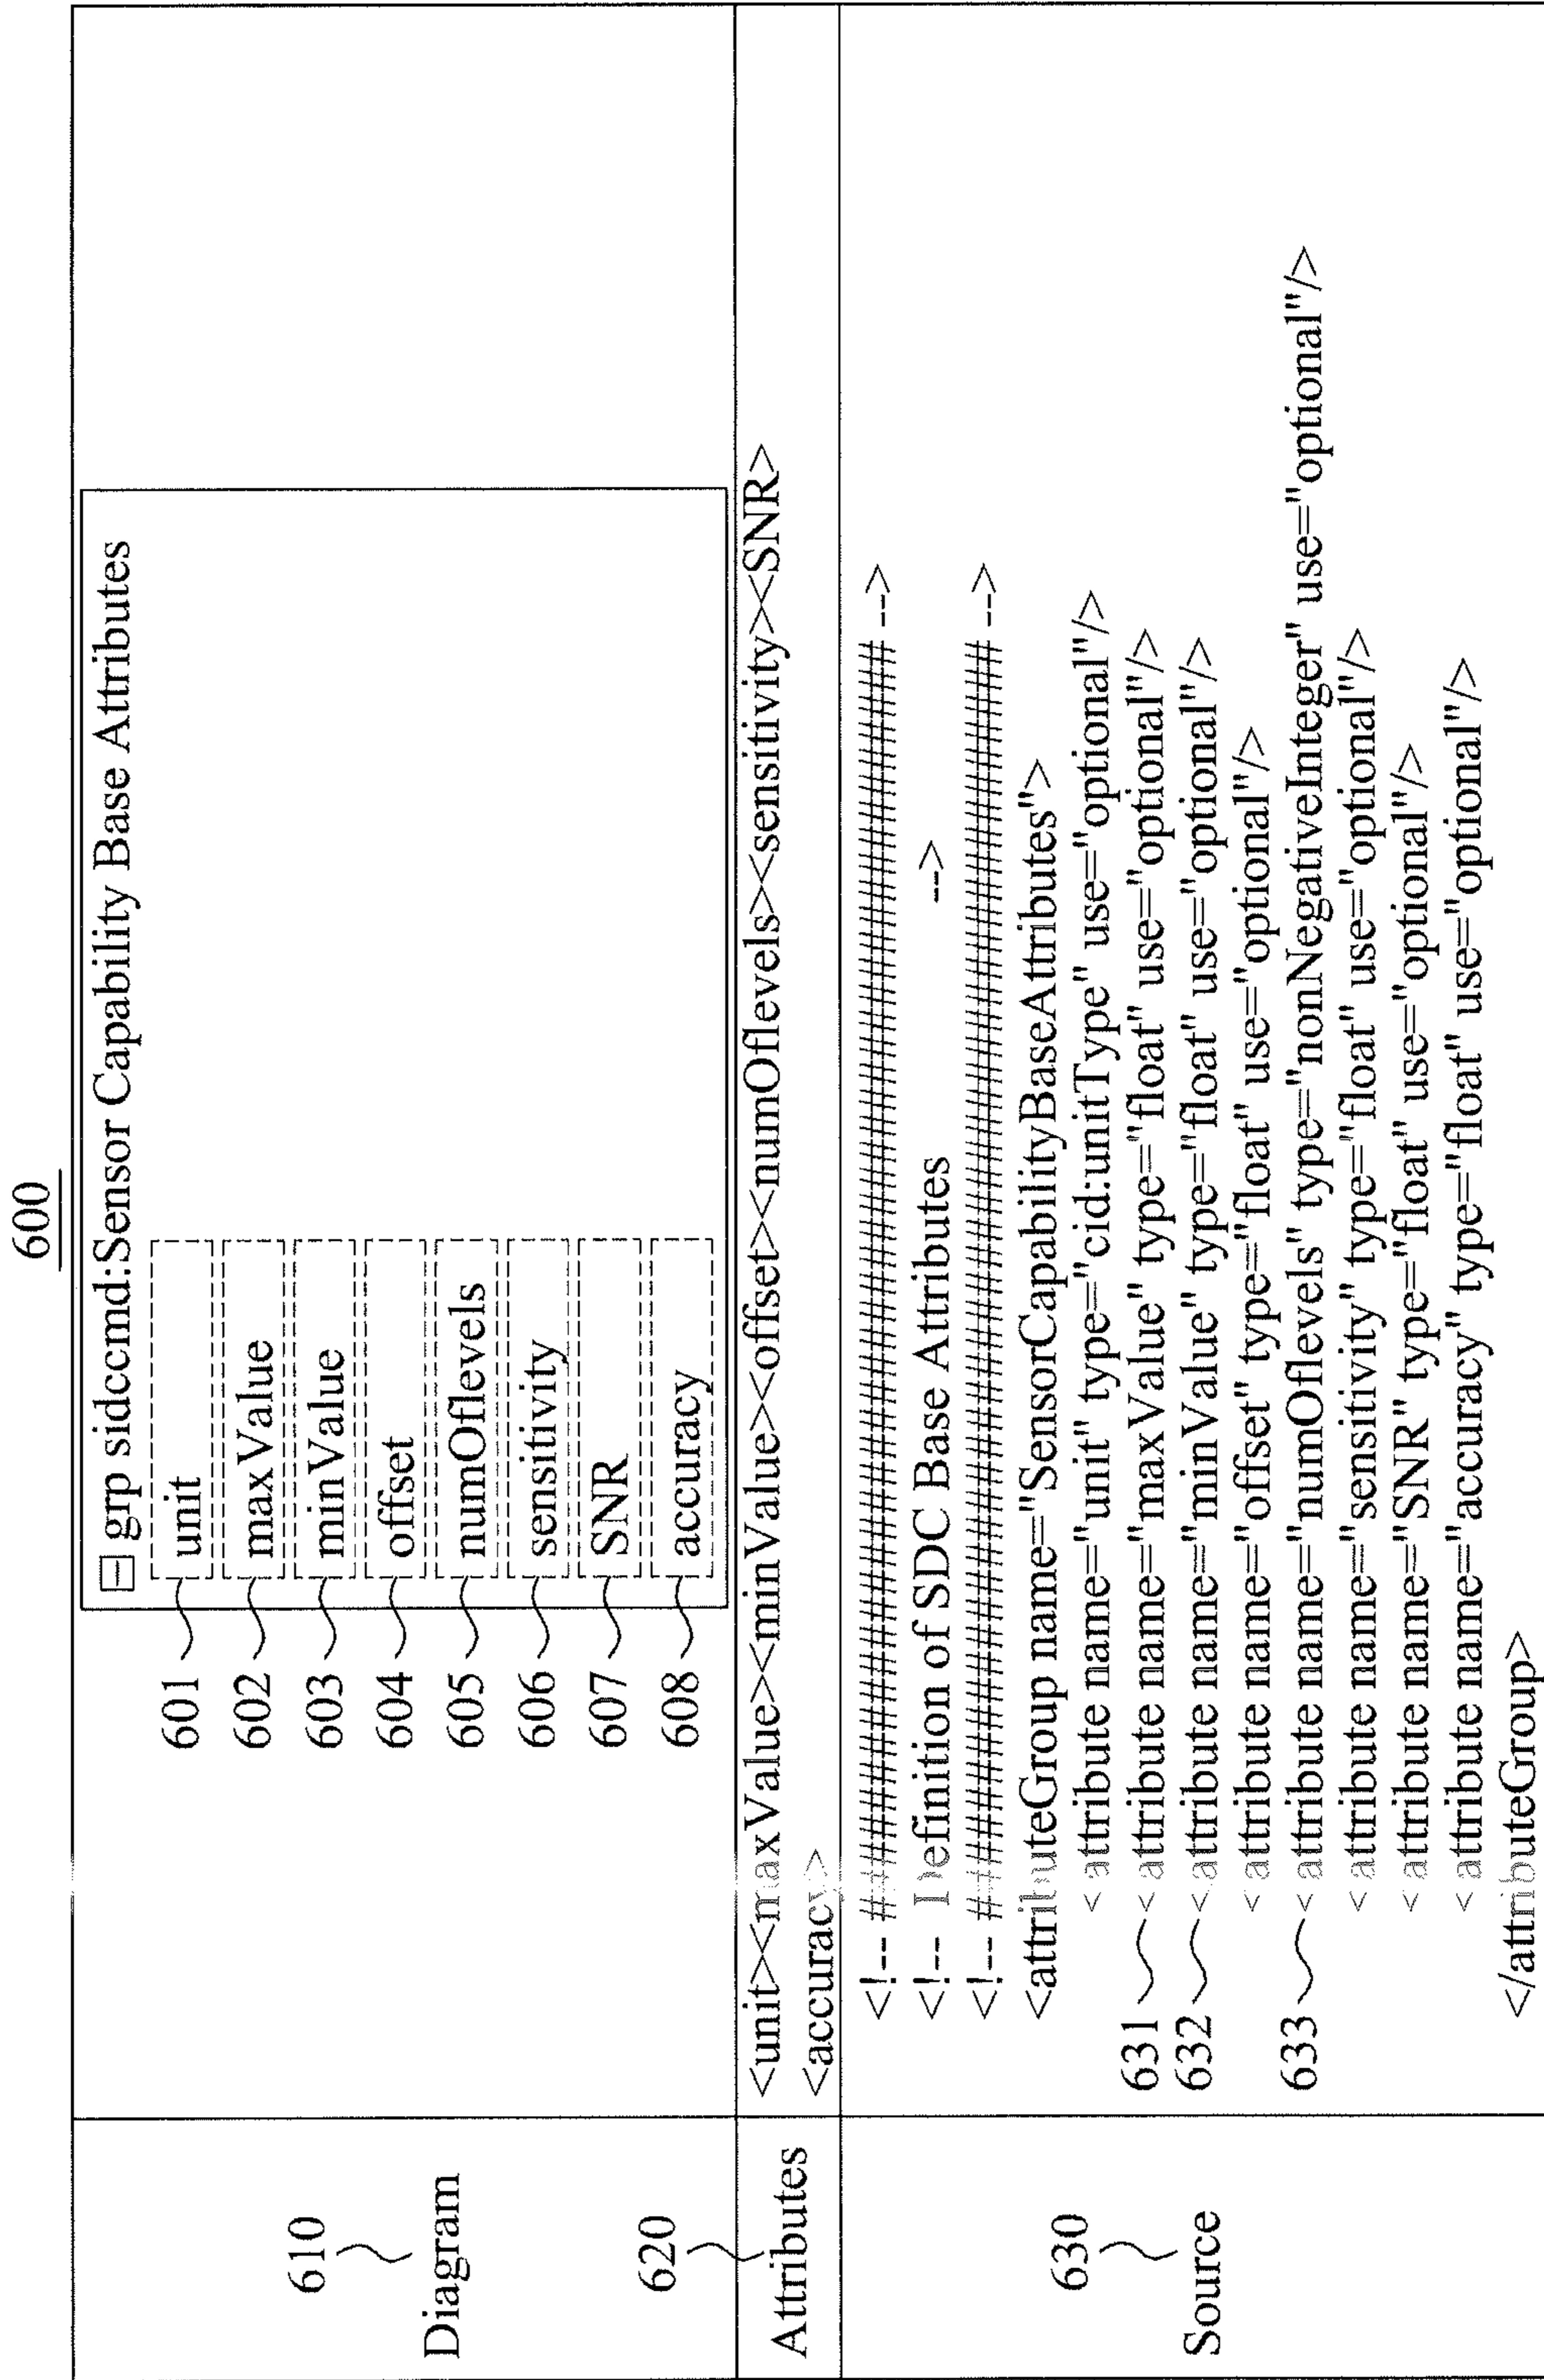 600
610
Diagram
⊟ grp sidccmd:Sensor Capability Base Attributes
601 unit
602 maxValue
603 minValue
604 offset
605 numOflevels
606 sensitivity
607 SNR
608 accuracy
620
Attributes
<unit><maxValue><minValue><offset><numOflevels><sensitivity><SNR>
<accuracy>
630
Source
<!-- ################################################ -->
<!-- Definition of SDC Base Attributes -->
<!-- ################################################ -->
<attributeGroup name="SensorCapabilityBaseAttributes">
<attribute name="unit" type="cid:unitType" use="optional"/>
631 <attribute name="maxValue" type="float" use="optional"/>
632 <attribute name="minValue" type="float" use="optional"/>
<attribute name="offset" type="float" use="optional"/>
633 <attribute name="numOflevels" type="nonNegativeInteger" use="optional"/>
<attribute name="sensitivity" type="float" use="optional"/>
<attribute name="SNR" type="float" use="optional"/>
<attribute name="accuracy" type="float" use="optional"/>
</attributeGroup>